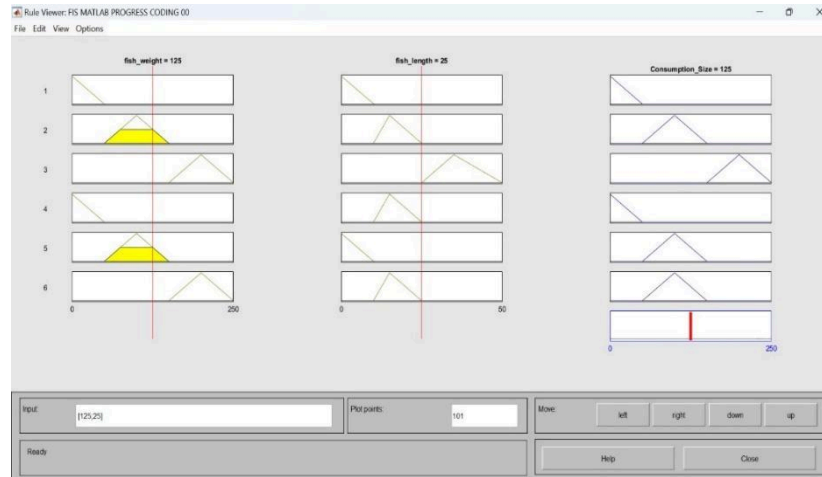 Rule Viewer: FIS MATLAB PROGRESS CODING 00
File Edit View Options
fish_weight = 125
fish_length = 25
Consumption_Size = 125
1
2
3
4
5
6
0
250
0
50
0
250
Input:
[125;25]
Plot points:
101
Move:
left
right
down
up
Ready
Help
Close